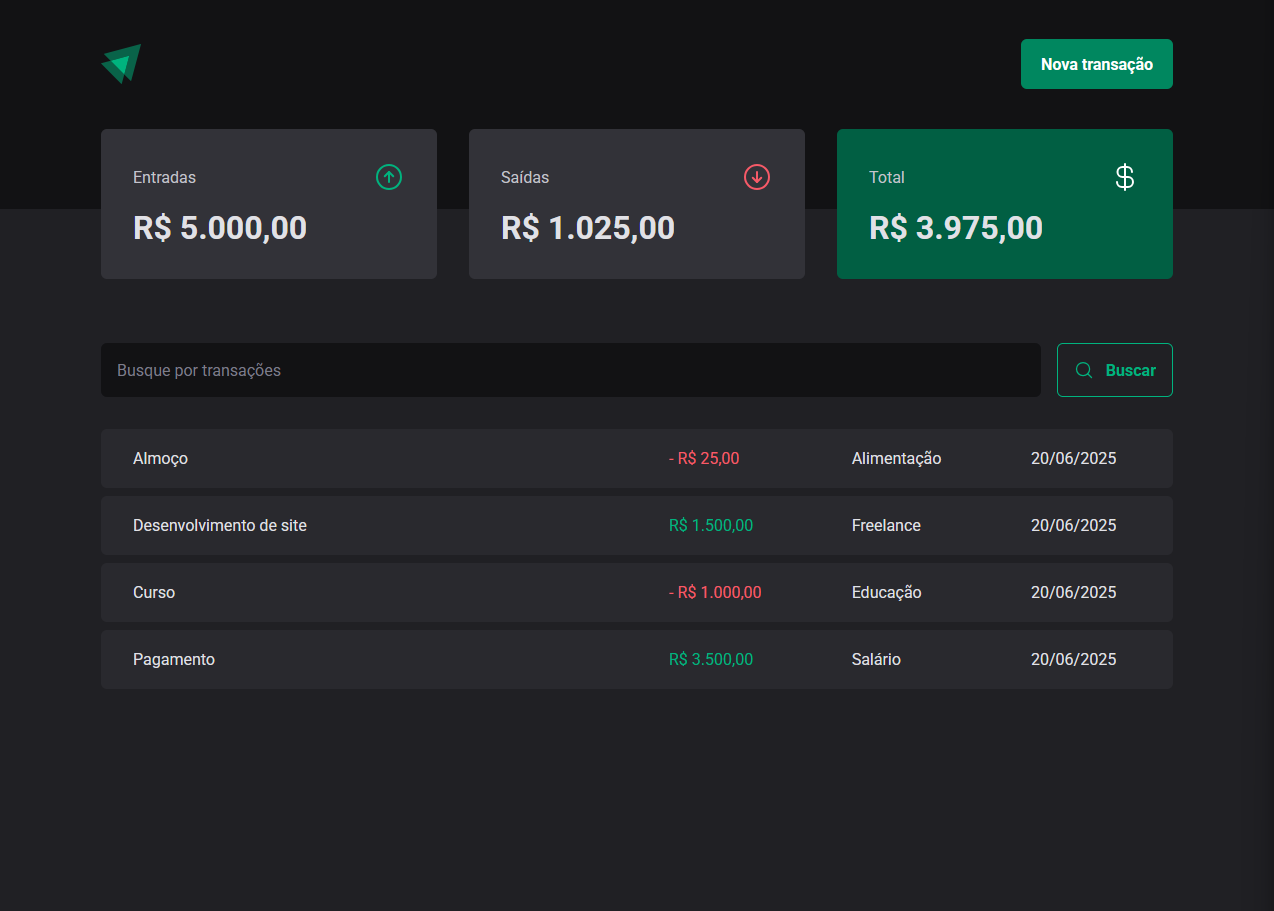 Nova transação
Entradas
R$ 5.000,00
Saídas
R$ 1.025,00
Total
$
R$ 3.975,00
Busque por transações
Buscar
Almoço - R$ 25,00 Alimentação 20/06/2025
Desenvolvimento de site R$ 1.500,00 Freelance 20/06/2025
Curso - R$ 1.000,00 Educação 20/06/2025
Pagamento R$ 3.500,00 Salário 20/06/2025